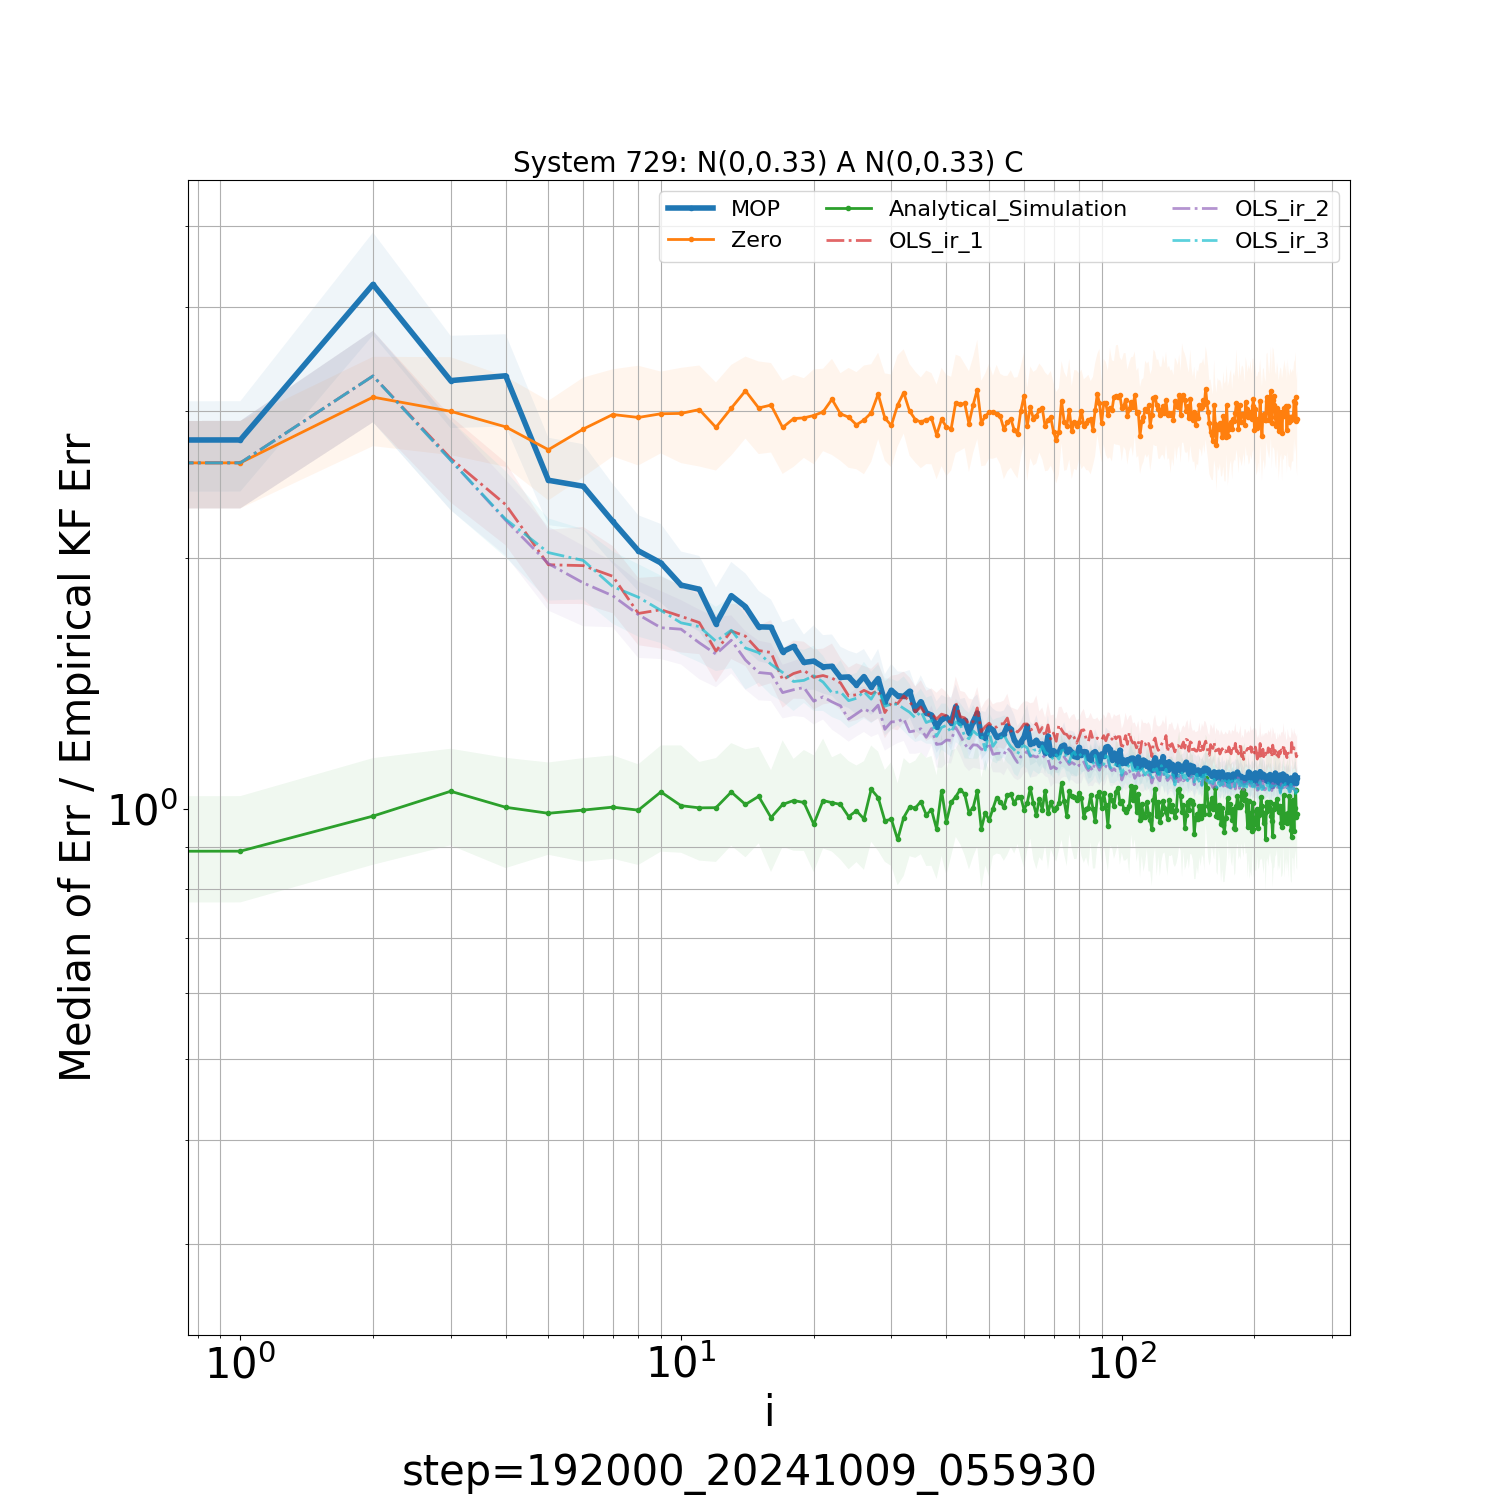 System 729: N(0,0.33) A N(0,0.33) C
MOP
Zero
Analytical_Simulation
OLS_ir_1
OLS_ir_2
OLS_ir_3
Median of Err / Empirical KF Err
10⁰
10⁰ 10¹ 10²
i
step=192000_20241009_055930